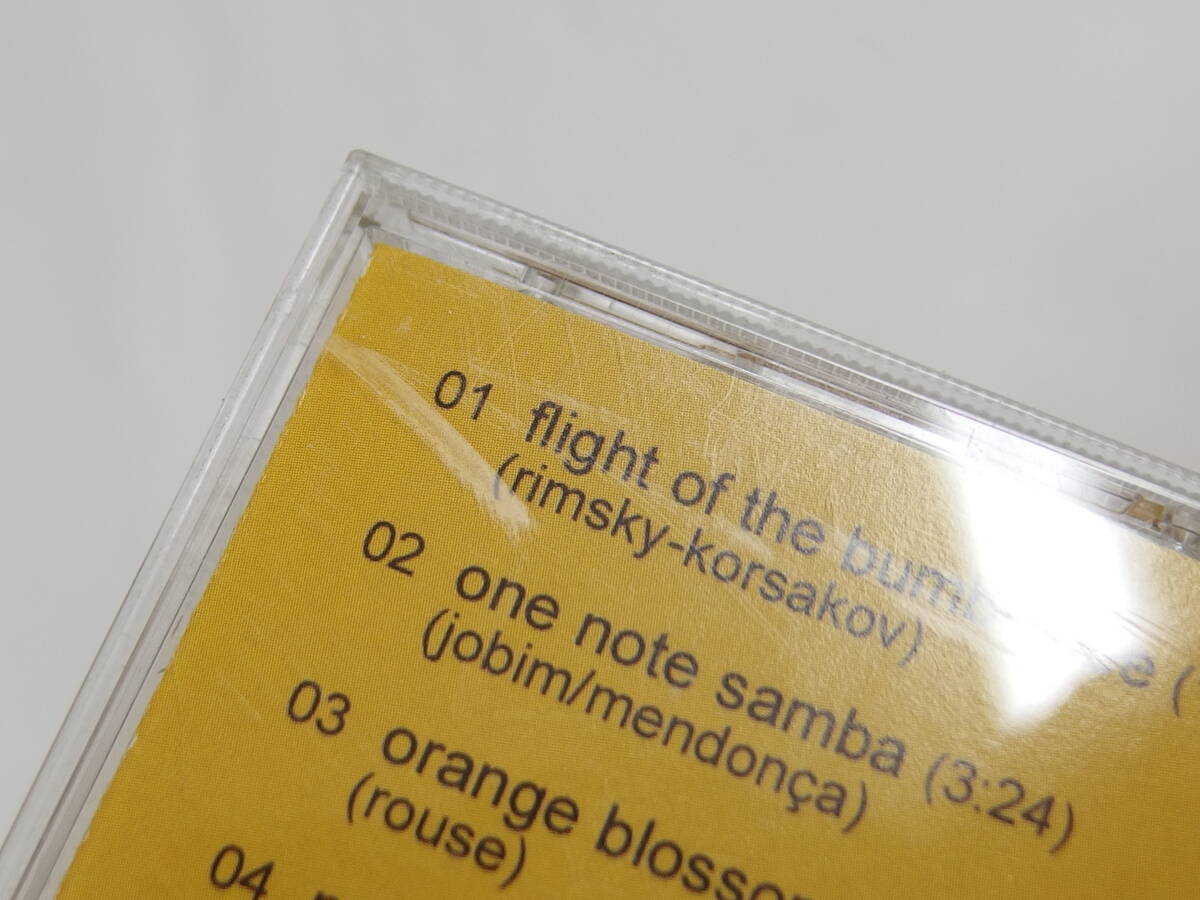 01 flight of the
(rimsky-korsakov)
02 one note samba (3:24)
(jobim/mendonça)
03 orange
(rouse)
04